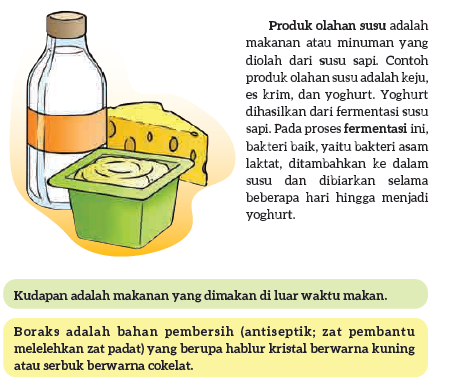 Produk olahan susu adalah
makanan atau minuman yang
diolah dari susu sapi. Contoh
produk olahan susu adalah keju,
es krim, dan yoghurt. Yoghurt
dihasilkan dari fermentasi susu
sapi. Pada proses fermentasi ini,
bakteri baik, yaitu bakteri asam
laktat, ditambahkan ke dalam
susu dan dibiarkan selama
beberapa hari hingga menjadi
yoghurt.
Kudapan adalah makanan yang dimakan di luar waktu makan.
Boraks adalah bahan pembersih (antiseptik; zat pembantu
melelehkan zat padat) yang berupa hablur kristal berwarna kuning
atau serbuk berwarna cokelat.